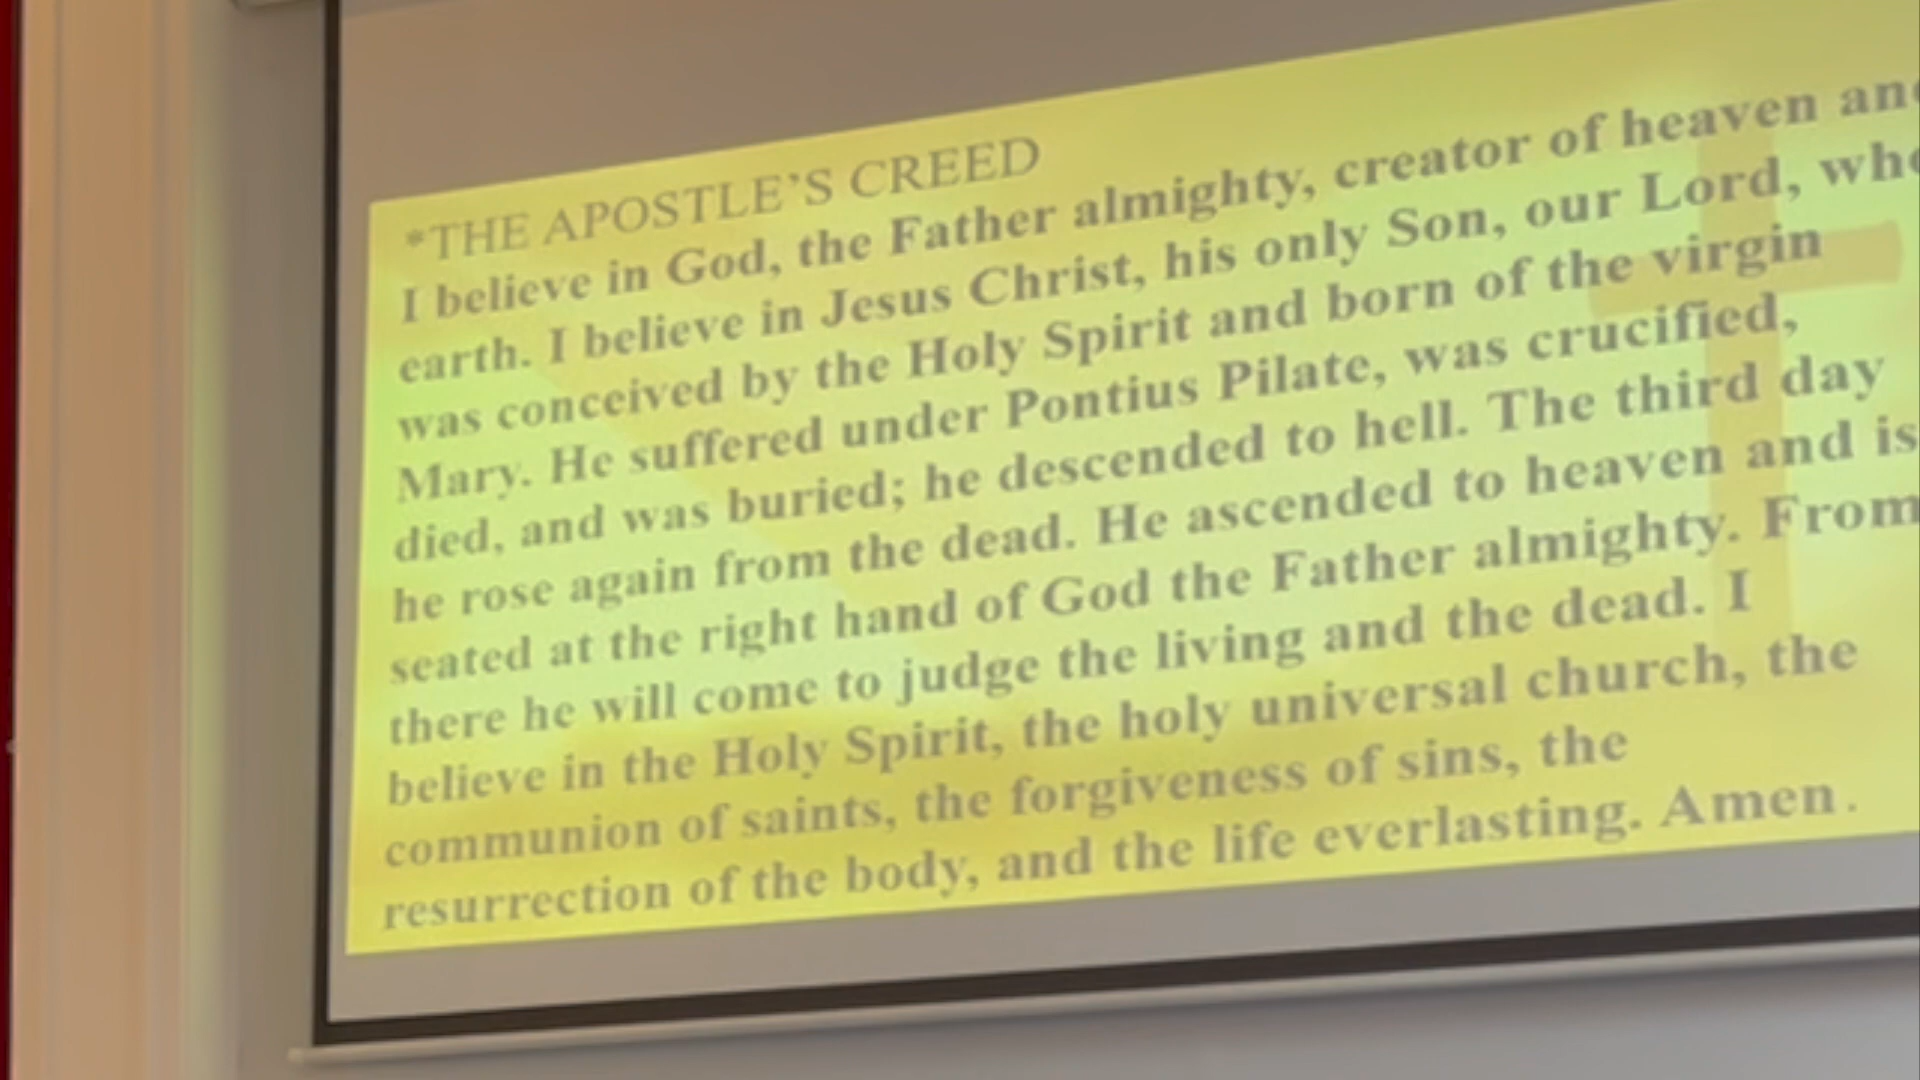 *THE APOSTLE'S CREED
I believe in God, the Father almighty, creator of heaven and
earth. I believe in Jesus Christ, his only Son, our Lord, who
was conceived by the Holy Spirit and born of the virgin
Mary. He suffered under Pontius Pilate, was crucified,
died, and was buried; he descended to hell. The third day
he rose again from the dead. He ascended to heaven and is
seated at the right hand of God the Father almighty. From
there he will come to judge the living and the dead. I
believe in the Holy Spirit, the holy universal church, the
communion of saints, the forgiveness of sins, the
resurrection of the body, and the life everlasting. Amen.